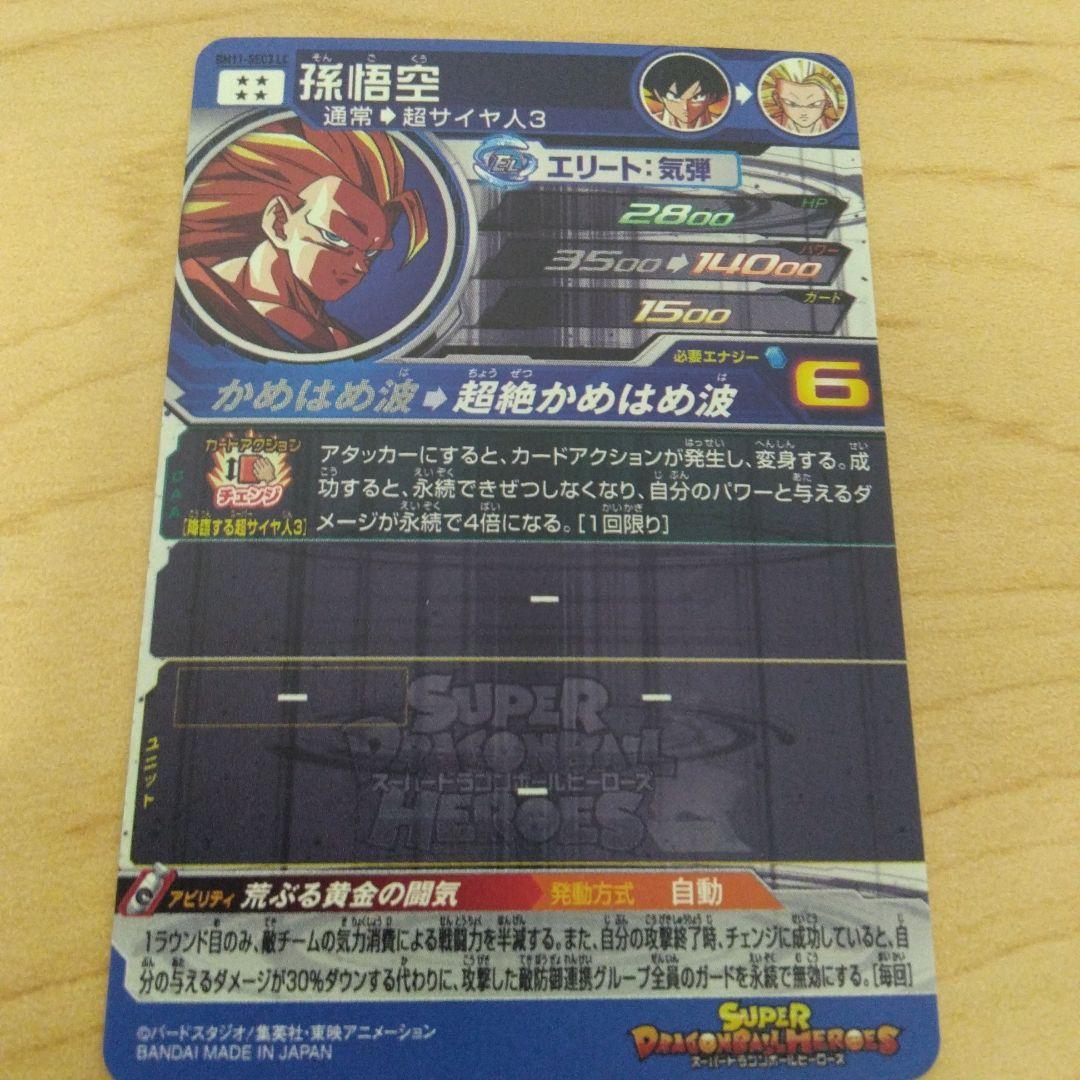 BM11-SEC3 LC
孫悟空
そん ご くう
通常➡超サイヤ人3
EL エリート:気弾
HP
2800
パワー
3500➡14000
ガード
1500
必要エナジー
6
かめはめ波➡超絶かめはめ波
カードアクション
チェンジ
[降臨する超サイヤ人3]
アタッカーにすると、カードアクションが発生し、変身する。成
功すると、永続できぜつしなくなり、自分のパワーと与えるダ
メージが永続で4倍になる。[1回限り]
ー
ー ー
ー
ユニット
SUPER
DRAGONBALL
スーパードラゴンボールヒーローズ
HEROES
アビリティ 荒ぶる黄金の闘気 発動方式 自動
1ラウンド目のみ、敵チームの気力消費による戦闘力を半減する。また、自分の攻撃終了時、チェンジに成功していると、自
分の与えるダメージが30%ダウンする代わりに、攻撃した敵防御連携グループ全員のガードを永続で無効にする。[毎回]
©バードスタジオ/集英社・東映アニメーション
BANDAI MADE IN JAPAN
SUPER
DRAGONBALL HEROES
スーパードラゴンボールヒーローズ